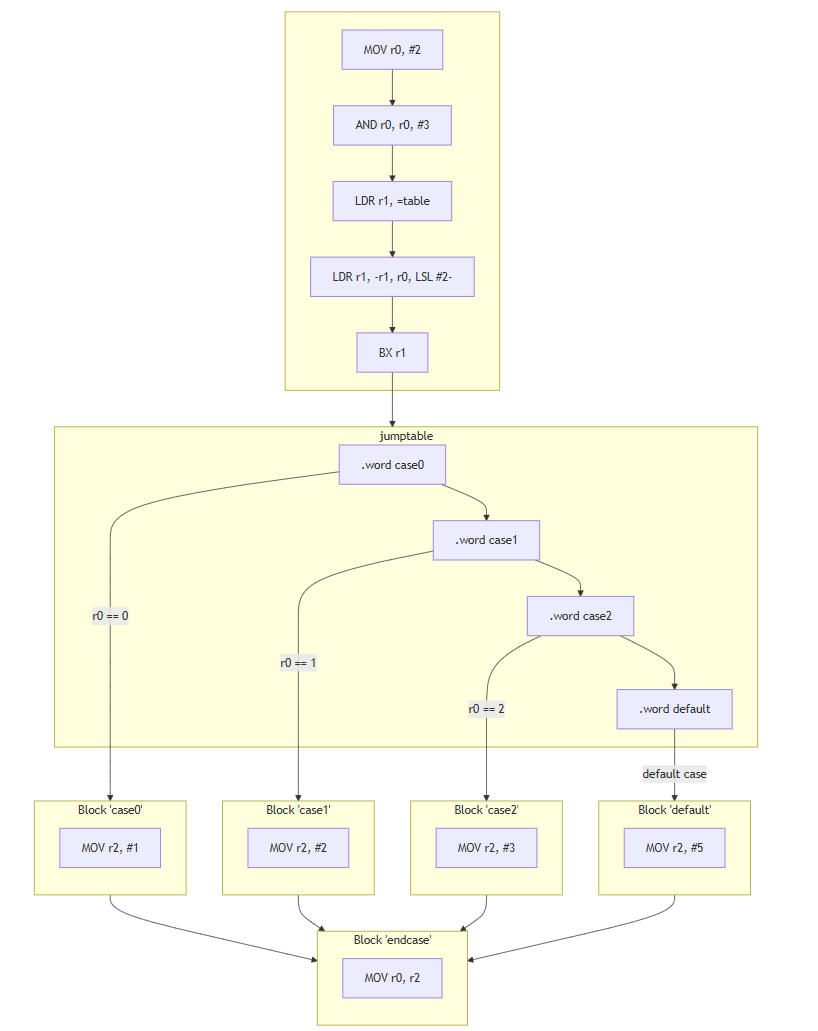 MOV r0, #2
AND r0, r0, #3
LDR r1, =table
LDR r1, -r1, r0, LSL #2-
BX r1
jumptable
.word case0
.word case1
.word case2
r0 == 0
r0 == 1
r0 == 2
.word default
default case
Block 'case0'
MOV r2, #1
Block 'case1'
MOV r2, #2
Block 'case2'
MOV r2, #3
Block 'default'
MOV r2, #5
Block 'endcase'
MOV r0, r2